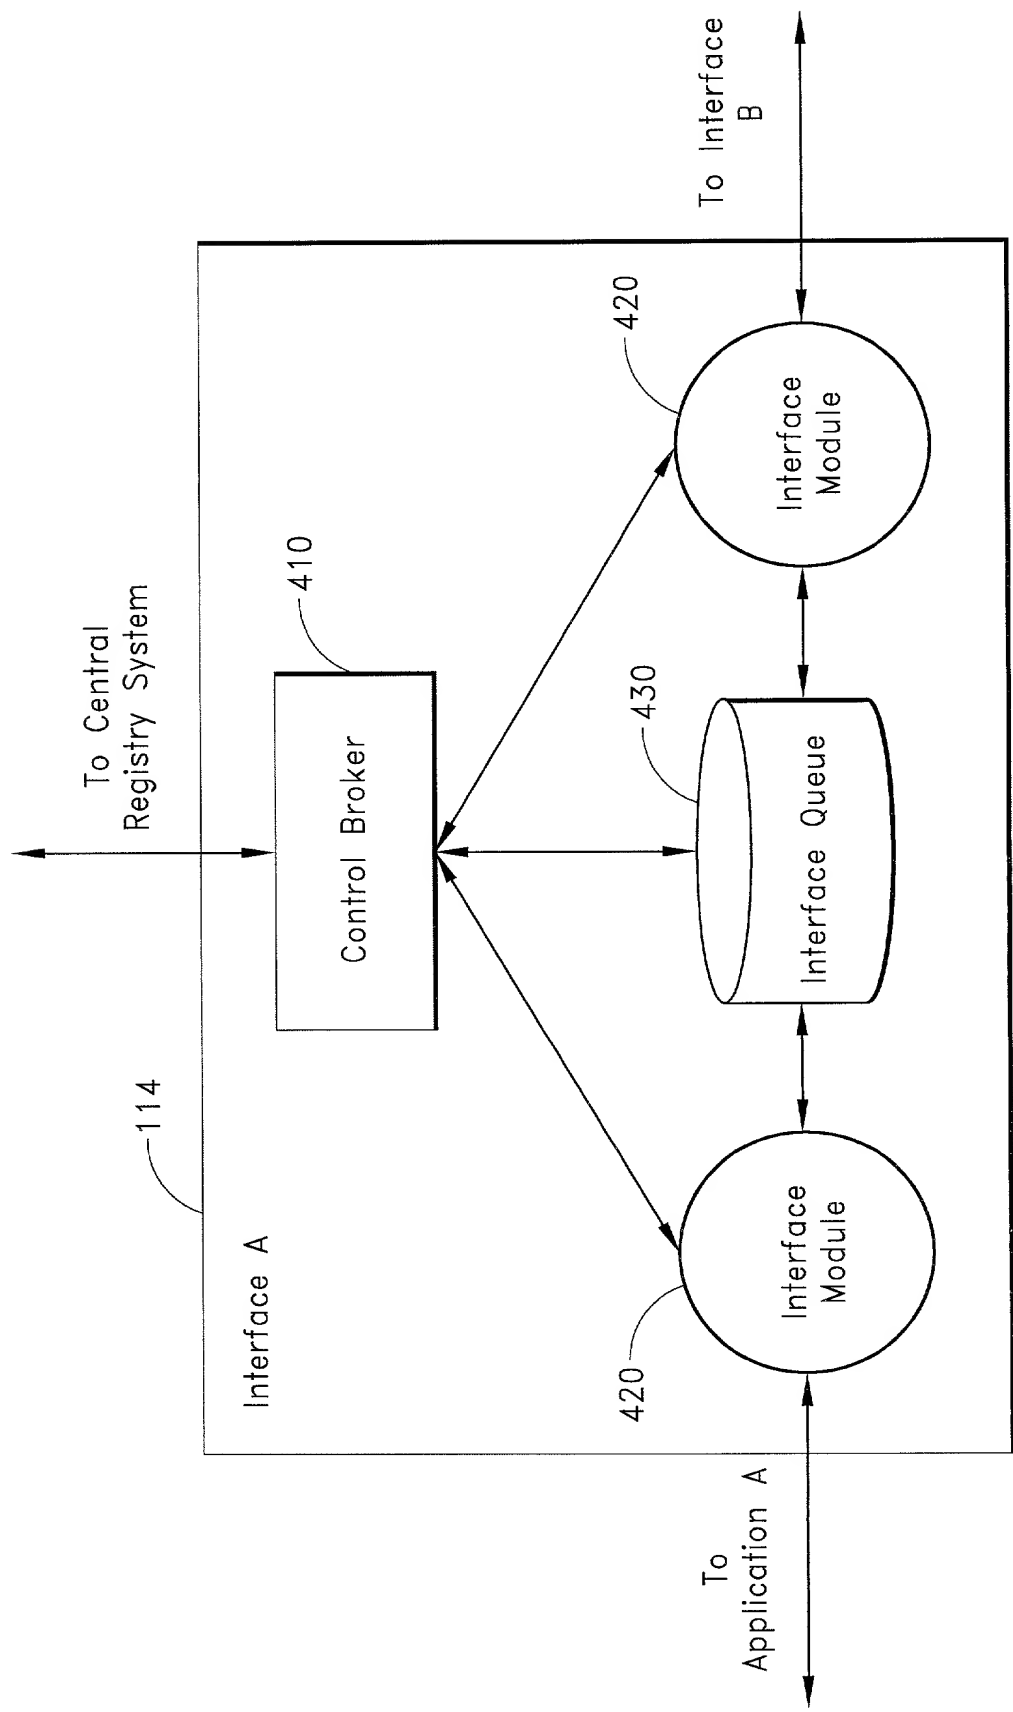 To Central
Registry System
114
Interface A
410
Control Broker
420
430
420
To Interface
B
To
Application A
Interface
Module
Interface Queue
Interface
Module